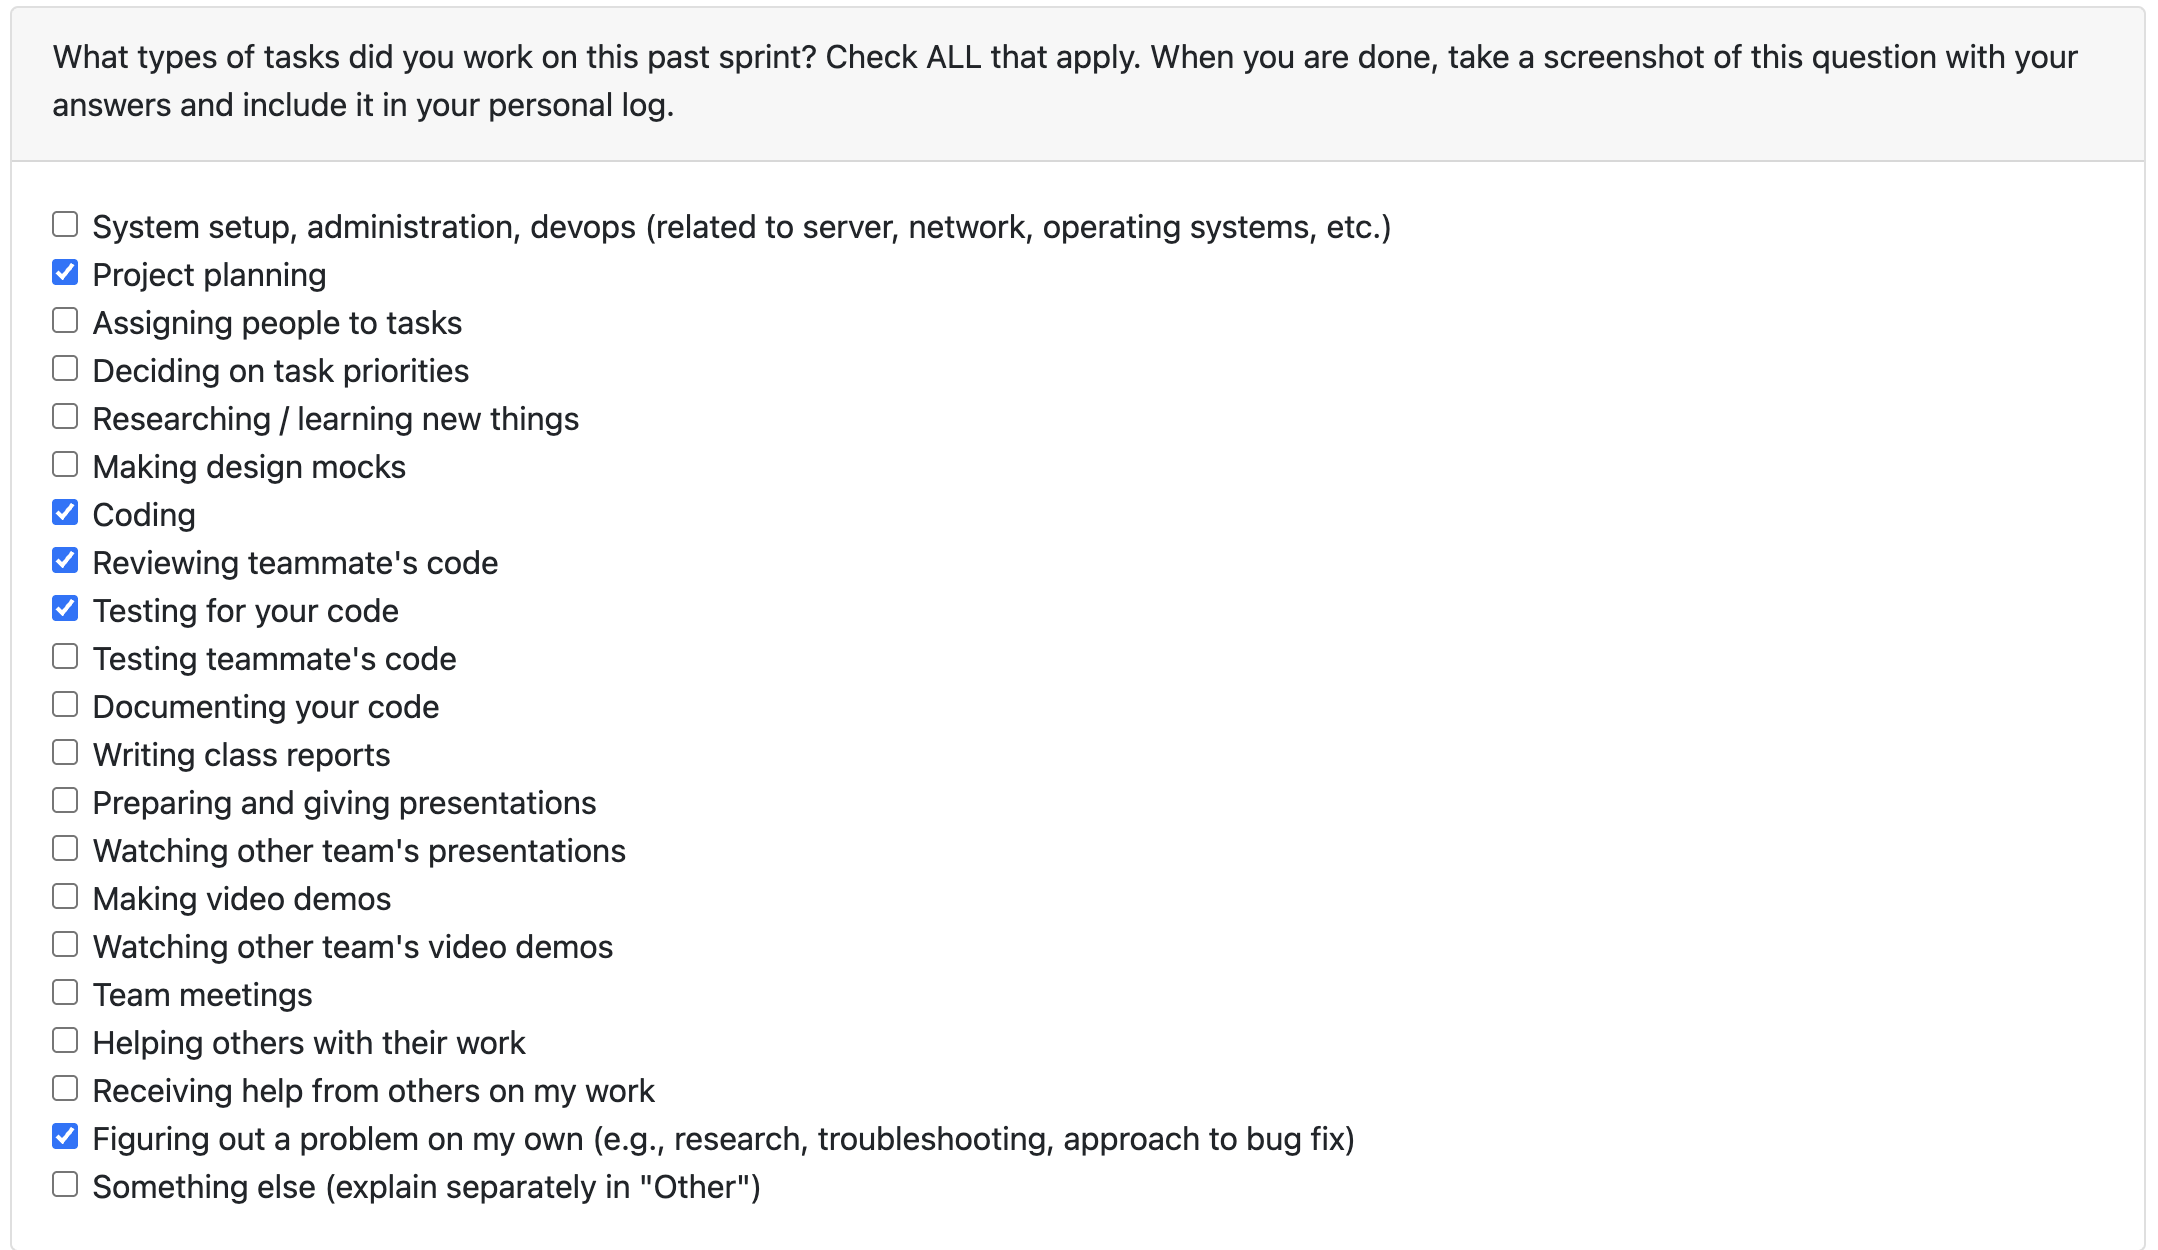 What types of tasks did you work on this past sprint? Check ALL that apply. When you are done, take a screenshot of this question with your
answers and include it in your personal log.
System setup, administration, devops (related to server, network, operating systems, etc.)
Project planning
Assigning people to tasks
Deciding on task priorities
Researching / learning new things
Making design mocks
Coding
Reviewing teammate's code
Testing for your code
Testing teammate's code
Documenting your code
Writing class reports
Preparing and giving presentations
Watching other team's presentations
Making video demos
Watching other team's video demos
Team meetings
Helping others with their work
Receiving help from others on my work
Figuring out a problem on my own (e.g., research, troubleshooting, approach to bug fix)
Something else (explain separately in "Other")